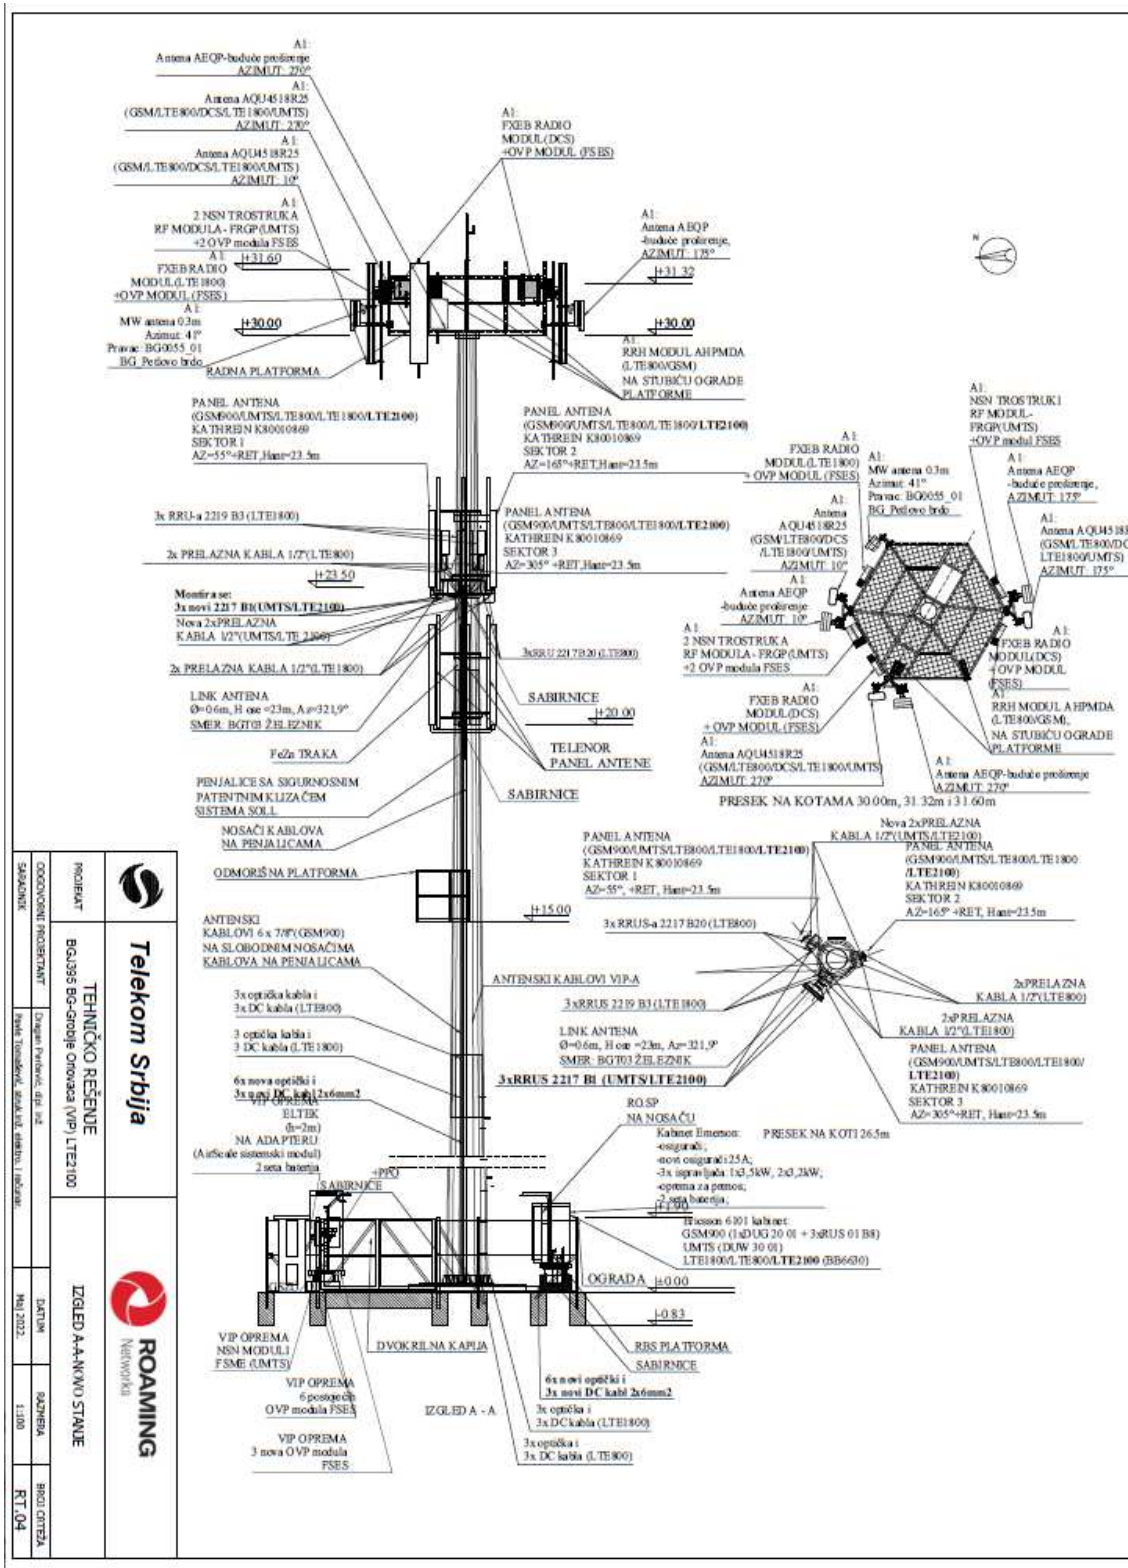 A1:
Antena AEQP-buduće proširenje
AZIMUT: 270°
A1:
Antena AQU4518R25
(GSM/LTE800/DCS/LTE1800/UMTS)
AZIMUT: 270°
A1:
Antena AQU4518R25
(GSM/LTE800/DCS/LTE1800/UMTS)
AZIMUT: 10°
A1:
2 NSN TROSTRUKA
RF MODULA- FRGP(UMTS)
+2 OVP modula FSES
A1:
FXEB RADIO
MODUL(LTE1800)
+OVP MODUL (FSES)
A1:
MW antena 0.3m
Azimut: 41°
Pravac: BG0055_01
BG_Petlovo brdo
A1:
FXEB RADIO
MODUL(DCS)
+OVP MODUL (FSES)
A1:
Antena AEQP
-buduće proširenje,
AZIMUT: 175°
N
+31.60
+31.32
+30.00
+30.00
RADNA PLATFORMA
A1:
RRH MODUL AHPMDA
(LTE800/GSM)
NA STUBIĆU OGRADE
PLATFORME
PANEL ANTENA
(GSM900/UMTS/LTE800/LTE1800/LTE2100)
KATHREIN K80010869
SEKTOR 1
AZ=55°+RET,Hant=23.5m
PANEL ANTENA
(GSM900/UMTS/LTE800/LTE1800/LTE2100)
KATHREIN K80010869
SEKTOR 2
AZ=165°+RET,Hant=23.5m
3x RRU-a 2219 B3 (LTE1800)
2x PRELAZNA KABLA 1/2"(LTE800)
+23.50
Montira se:
3x novi 2217 B1(UMTS/LTE2100)
Nova 2xPRELAZNA
KABLA 1/2"(UMTS/LTE 2100)
2x PRELAZNA KABLA 1/2"(LTE1800)
LINK ANTENA
Ø=0.6m, H ose =23m, Az=321,9°
SMER: BGT03 ŽELEZNIK
FeZn TRAKA
PANEL ANTENA
(GSM900/UMTS/LTE800/LTE1800/LTE2100)
KATHREIN K80010869
SEKTOR 3
AZ=305° +RET,Hant=23.5m
3xRRU 2217 B20 (LTE800)
SABIRNICE
+20.00
TELENOR
PANEL ANTENE
SABIRNICE
PENJALICE SA SIGURNOSNIM
PATENTNIM KLIZAČEM
SISTEMA SOLL
NOSAČI KABLOVA
NA PENJALICAMA
ODMORIŠNA PLATFORMA
+15.00
ANTENSKI
KABLOVI 6 x 7/8"(GSM900)
NA SLOBODNIM NOSAČIMA
KABLOVA NA PENJALICAMA
ANTENSKI KABLOVI VIP-A
3x optička kabla i
3x DC kabla (LTE800)
3 optička kabla i
3 DC kabla (LTE1800)
6x nova optički i
3x novi DC kabl 2x6mm2
VIP OPREMA
ELTEK
(h=2m)
NA ADAPTERU
(AirScale sistemski modul)
2 seta baterija
+PPO
SABIRNICE
A1:
NSN TROSTRUKI
RF MODUL-
FRGP(UMTS)
+OVP modul FSES
A1:
FXEB RADIO
MODUL(LTE1800)
+ OVP MODUL (FSES)
A1:
MW antena 0.3m
Azimut: 41°
Pravac: BG0055_01
BG_Petlovo brdo
A1:
Antena AEQP
-buduće proširenje,
AZIMUT: 175°
A1:
Antena
AQU4518R25
(GSM/LTE800/DCS
/LTE1800/UMTS)
AZIMUT: 10°
A1:
Antena AQU4518R
(GSM/LTE800/DC
LTE1800/UMTS)
AZIMUT: 175°
A1:
Antena AEQP
-buduće proširenje
AZIMUT: 10°
A1:
2 NSN TROSTRUKA
RF MODULA- FRGP(UMTS)
+2 OVP modula FSES
A1:
FXEB RADIO
MODUL(DCS)
+ OVP MODUL
(FSES)
A1:
FXEB RADIO
MODUL(DCS)
+ OVP MODUL (FSES)
A1:
RRH MODUL AHPMDA
(LTE800/GSM),
NA STUBIĆU OGRADE
PLATFORME
A1:
Antena AQU4518R25
(GSM/LTE800/DCS/LTE1800/UMTS)
AZIMUT: 270°
A1:
Antena AEQP-buduće proširenje
AZIMUT: 270°
PRESEK NA KOTAMA 30.00m, 31.32m i 31.60m
Nova 2xPRELAZNA
KABLA 1/2"(UMTS/LTE2100)
PANEL ANTENA
(GSM900/UMTS/LTE800/LTE1800/LTE2100)
KATHREIN K80010869
SEKTOR 1
AZ=55°, +RET, Hant=23.5m
PANEL ANTENA
(GSM900/UMTS/LTE800/LTE1800
/LTE2100)
KATHREIN K80010869
SEKTOR 2
AZ=165° +RET, Hant=23.5m
3x RRUS-a 2217 B20 (LTE800)
3xRRUS 2219 B3 (LTE1800)
2xPRELAZNA
KABLA 1/2"(LTE800)
2xPRELAZNA
KABLA 1/2"(LTE1800)
LINK ANTENA
Ø=0.6m, H ose =23m, Az=321,9°
SMER: BGT03 ŽELEZNIK
3xRRUS 2217 B1 (UMTS/LTE2100)
PANEL ANTENA
(GSM900/UMTS/LTE800/LTE1800/
LTE2100)
KATHREIN K80010869
SEKTOR 3
AZ=305°+RET, Hant=23.5m
RO.SP
NA NOSAČU
PRESEK NA KOTI 26.5m
Kabinet Emerson:
-osigurači;
-novi osigurači 25A;
-3x ispravljača: 1x3,5kW, 2x3,2kW;
-oprema za prenos;
-2 seta baterija;
+1.90
Ericsson 6101 kabinet:
GSM900 (1xDUG 20 01 + 3xRUS 01 B8)
UMTS (DUW 30 01)
LTE1800/LTE800/LTE2100 (BB6630)
OGRADA
±0.00
-0.83
VIP OPREMA
NSN MODULI
FSME (UMTS)
DVOKRILNA KAPIJA
RBS PLATFORMA
SABIRNICE
VIP OPREMA
6 postojećih
OVP modula FSES
VIP OPREMA
3 nova OVP modula
FSES
IZGLED A - A
6x novi optički i
3x novi DC kabl 2x6mm2
3x optička i
3x DC kabla (LTE1800)
3x optička i
3x DC kabla (LTE800)
Telekom Srbija
ROAMING
Networks
PROJEKAT
TEHNIČKO REŠENJE
BGJ395 BG-Groblje Orlovača (VIP) LTE2100
IZGLED A-A-NOVO STANJE
ODGOVORNI PROJEKTANT
DATUM
RAZMERA
BROJ CRTEŽA
SARADNIK
Maj 2022.
1:100
RT.04